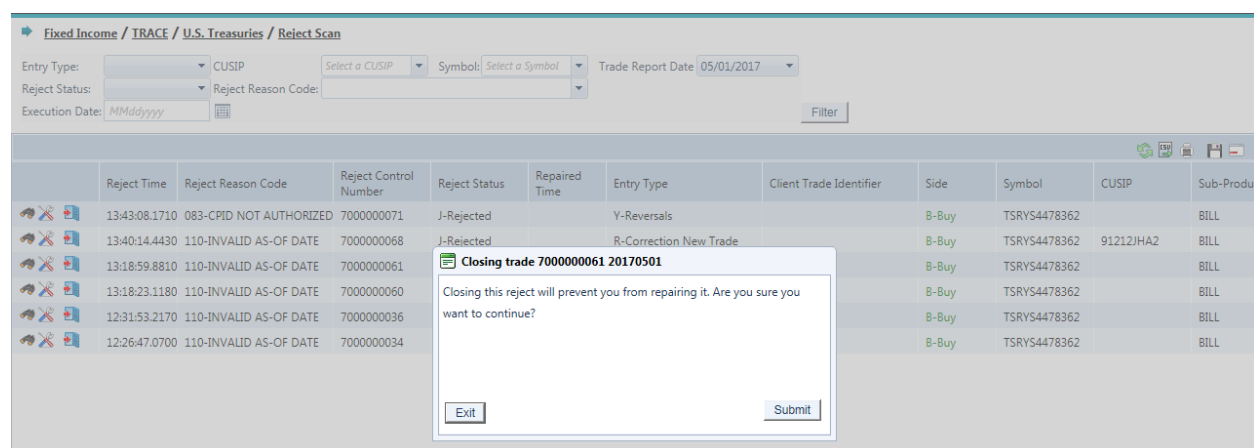 Fixed Income / TRACE / U.S. Treasuries / Reject Scan
Entry Type: CUSIP Select a CUSIP Symbol: Select a Symbol Trade Report Date 05/01/2017
Reject Status: Reject Reason Code:
Execution Date: MMddyyyy Filter
Reject Time Reject Reason Code Reject Control Number Reject Status Repaired Time Entry Type Client Trade Identifier Side Symbol CUSIP Sub-Produ
13:43:08.1710 083-CPID NOT AUTHORIZED 7000000071 J-Rejected Y-Reversals B-Buy TSRYS4478362 BILL
13:40:14.4430 110-INVALID AS-OF DATE 7000000068 J-Rejected R-Correction New Trade B-Buy TSRYS4478362 91212JHA2 BILL
13:18:59.8810 110-INVALID AS-OF DATE 7000000061 B-Buy TSRYS4478362 BILL
13:18:23.1180 110-INVALID AS-OF DATE 7000000060 B-Buy TSRYS4478362 BILL
12:31:53.2170 110-INVALID AS-OF DATE 7000000036 B-Buy TSRYS4478362 BILL
12:26:47.0700 110-INVALID AS-OF DATE 7000000034 B-Buy TSRYS4478362 BILL
Closing trade 7000000061 20170501
Closing this reject will prevent you from repairing it. Are you sure you
want to continue?
Exit Submit